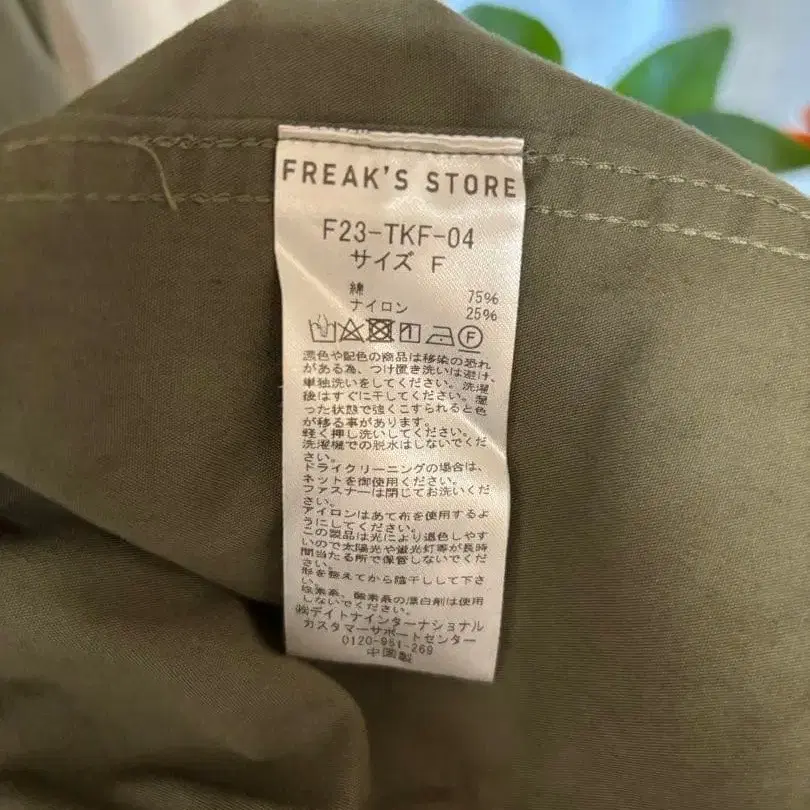 FREAK'S STORE
F23-TKF-04
サイズ F
綿 75%
ナイロン 25%
F
濃色や配色の商品は移染の恐れ
がある為、つけ置き洗いは避け、
単独洗いをしてください。洗濯
後はすぐに干してください。湿
った状態で強くこすられると色
が移る事があります。
軽く押し洗いしてください。
洗濯機での脱水はしないでくだ
さい。
ドライクリーニングの場合は、
ネットを御使用ください。
ファスナーは閉じてお洗いくだ
さい。
アイロンはあて布を使用するよ
うにしてください。
この製品は光により退色しやす
いので太陽光や蛍光灯等が長時
間当たる所で保管しないでくだ
さい。
形を整えてから陰干しして下さ
い。
塩素系、酸素系の漂白剤は使用
しないでください。
㈱デイトナインターナショナル
カスタマーサポートセンター
0120-951-269
中国製